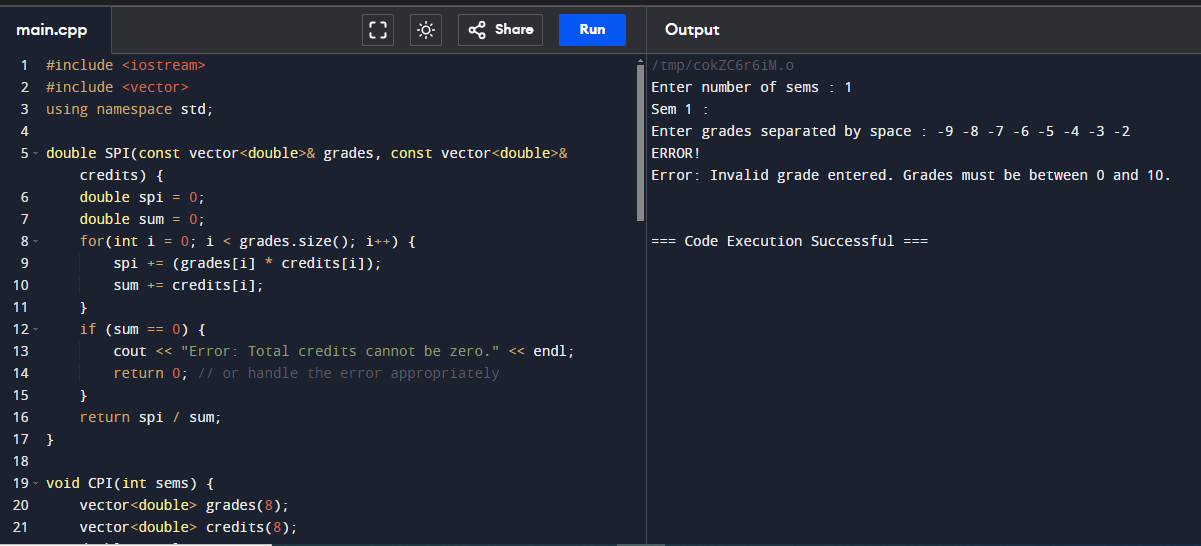 main.cpp
Share
Run
Output
1 #include <iostream>
2 #include <vector>
3 using namespace std;
4
5 double SPI(const vector<double>& grades, const vector<double>&
credits) {
6 double spi = 0;
7 double sum = 0;
8 for(int i = 0; i < grades.size(); i++) {
9 spi += (grades[i] * credits[i]);
10 sum += credits[i];
11 }
12 if (sum == 0) {
13 cout << "Error: Total credits cannot be zero." << endl;
14 return 0; // or handle the error appropriately
15 }
16 return spi / sum;
17 }
18
19 void CPI(int sems) {
20 vector<double> grades(8);
21 vector<double> credits(8);
/tmp/cokZC6r6iM.o
Enter number of sems : 1
Sem 1 :
Enter grades separated by space : -9 -8 -7 -6 -5 -4 -3 -2
ERROR!
Error: Invalid grade entered. Grades must be between 0 and 10.
=== Code Execution Successful ===